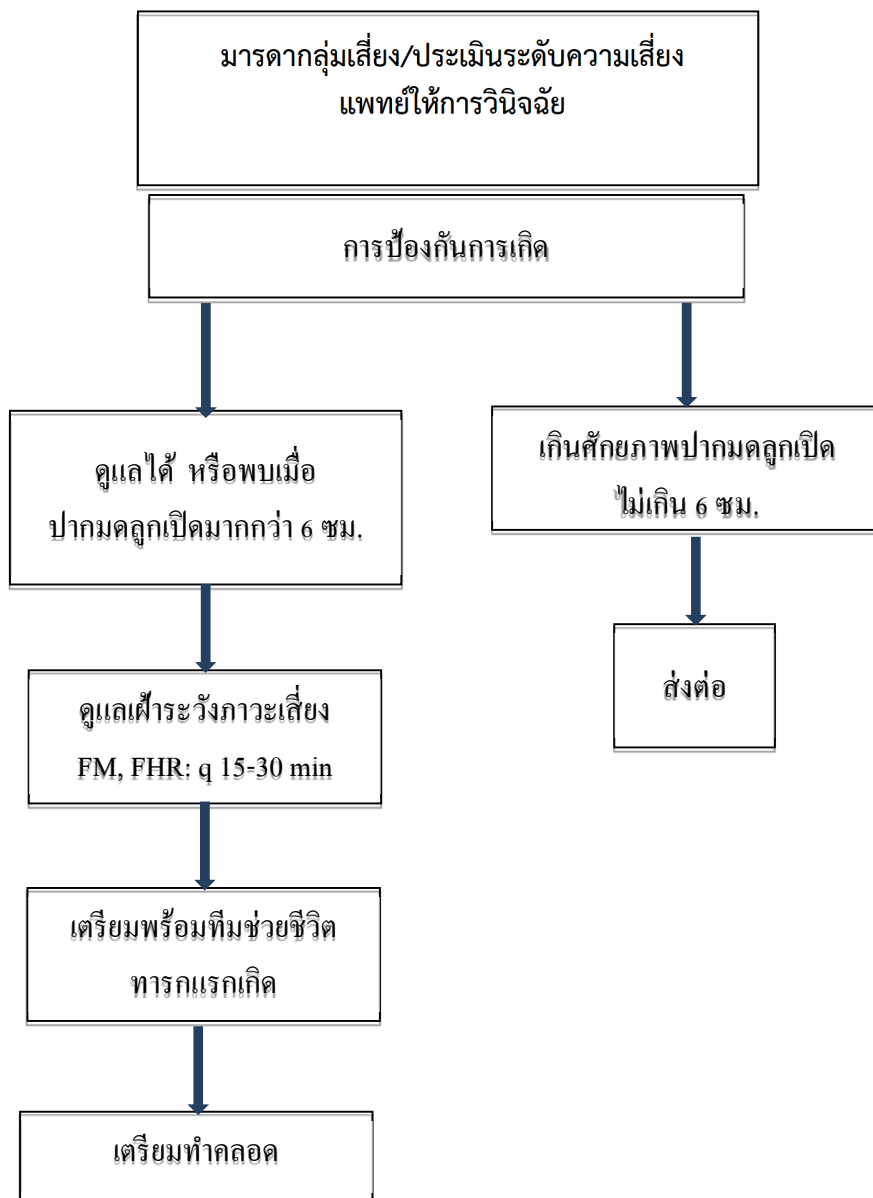 มารดากลุ่มเสี่ยง/ประเมินระดับความเสี่ยง
แพทย์ให้การวินิจฉัย
การป้องกันการเกิด
ดูแลได้ หรือพบเมื่อ
ปากมดลูกเปิดมากกว่า 6 ซม.
เกินศักยภาพปากมดลูกเปิด
ไม่เกิน 6 ซม.
ส่งต่อ
ดูแลเฝ้าระวังภาวะเสี่ยง
FM, FHR: q 15-30 min
เตรียมพร้อมทีมช่วยชีวิต
ทารกแรกเกิด
เตรียมทำคลอด